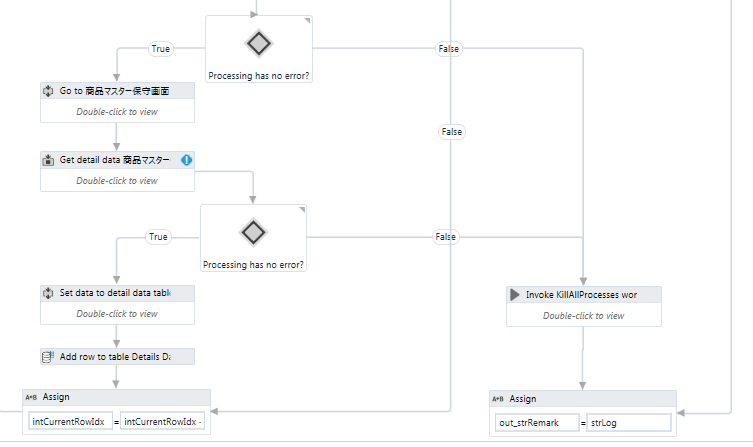 Processing has no error?
True
False
Go to 商品マスター保守画面
Double-click to view
False
Get detail data 商品マスター
Double-click to view
Processing has no error?
True
False
Set data to detail data tabl
Double-click to view
Invoke KillAllProcesses wor
Double-click to view
Add row to table Details Da
A+B Assign
intCurrentRowIdx = intCurrentRowIdx -
A+B Assign
out_strRemark = strLog